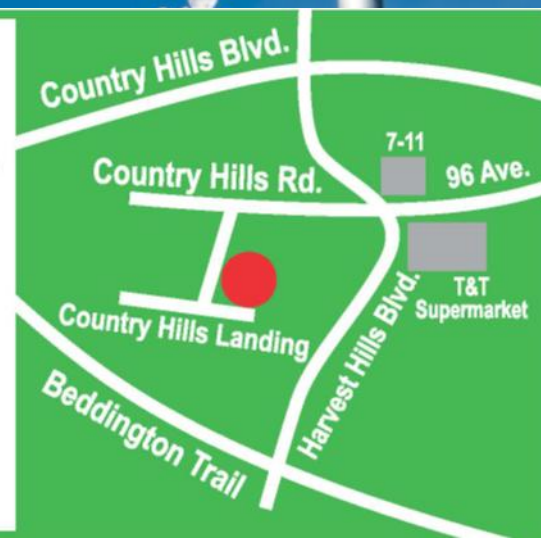 Country Hills Blvd.
7-11
Country Hills Rd.
96 Ave.
T&T
Supermarket
Country Hills Landing
Harvest Hills Blvd.
Beddington Trail